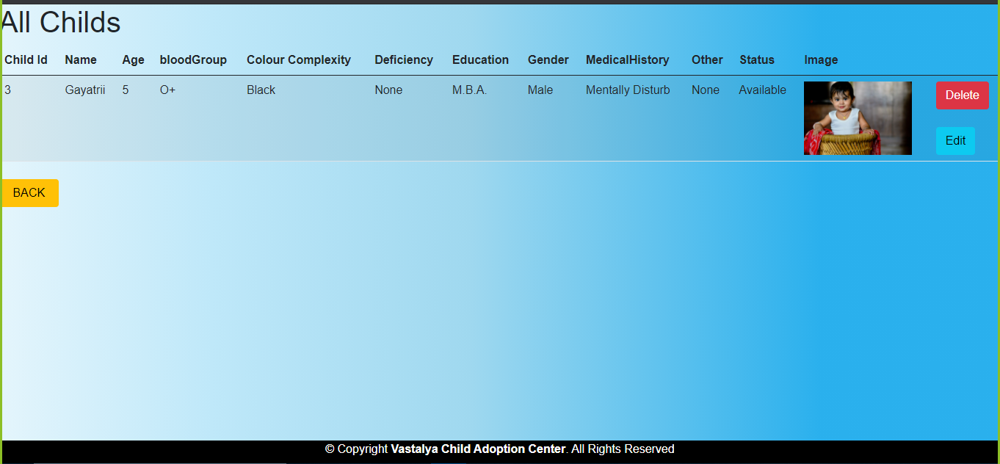 All Childs
Child Id Name Age bloodGroup Colour Complexity Deficiency Education Gender MedicalHistory Other Status Image
3 Gayatrii 5 O+ Black None M.B.A. Male Mentally Disturb None Available Delete
Edit
BACK
© Copyright Vastalya Child Adoption Center. All Rights Reserved